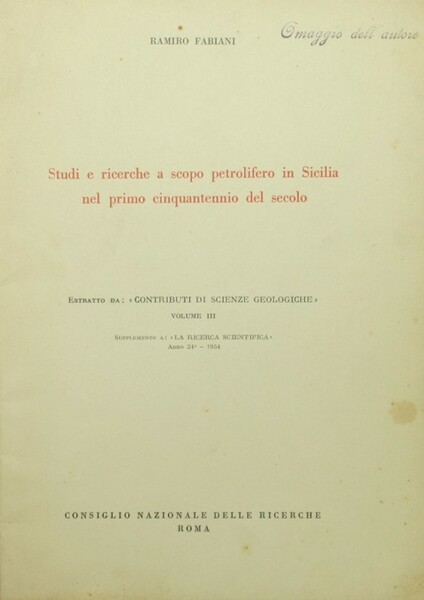 RAMIRO FABIANI
Omaggio dell'autore
Studi e ricerche a scopo petrolifero in Sicilia
nel primo cinquantennio del secolo
ESTRATTO DA: «CONTRIBUTI DI SCIENZE GEOLOGICHE»
VOLUME III
SUPPLEMENTO A: «LA RICERCA SCIENTIFICA»
ANNO 24° - 1954
CONSIGLIO NAZIONALE DELLE RICERCHE
ROMA